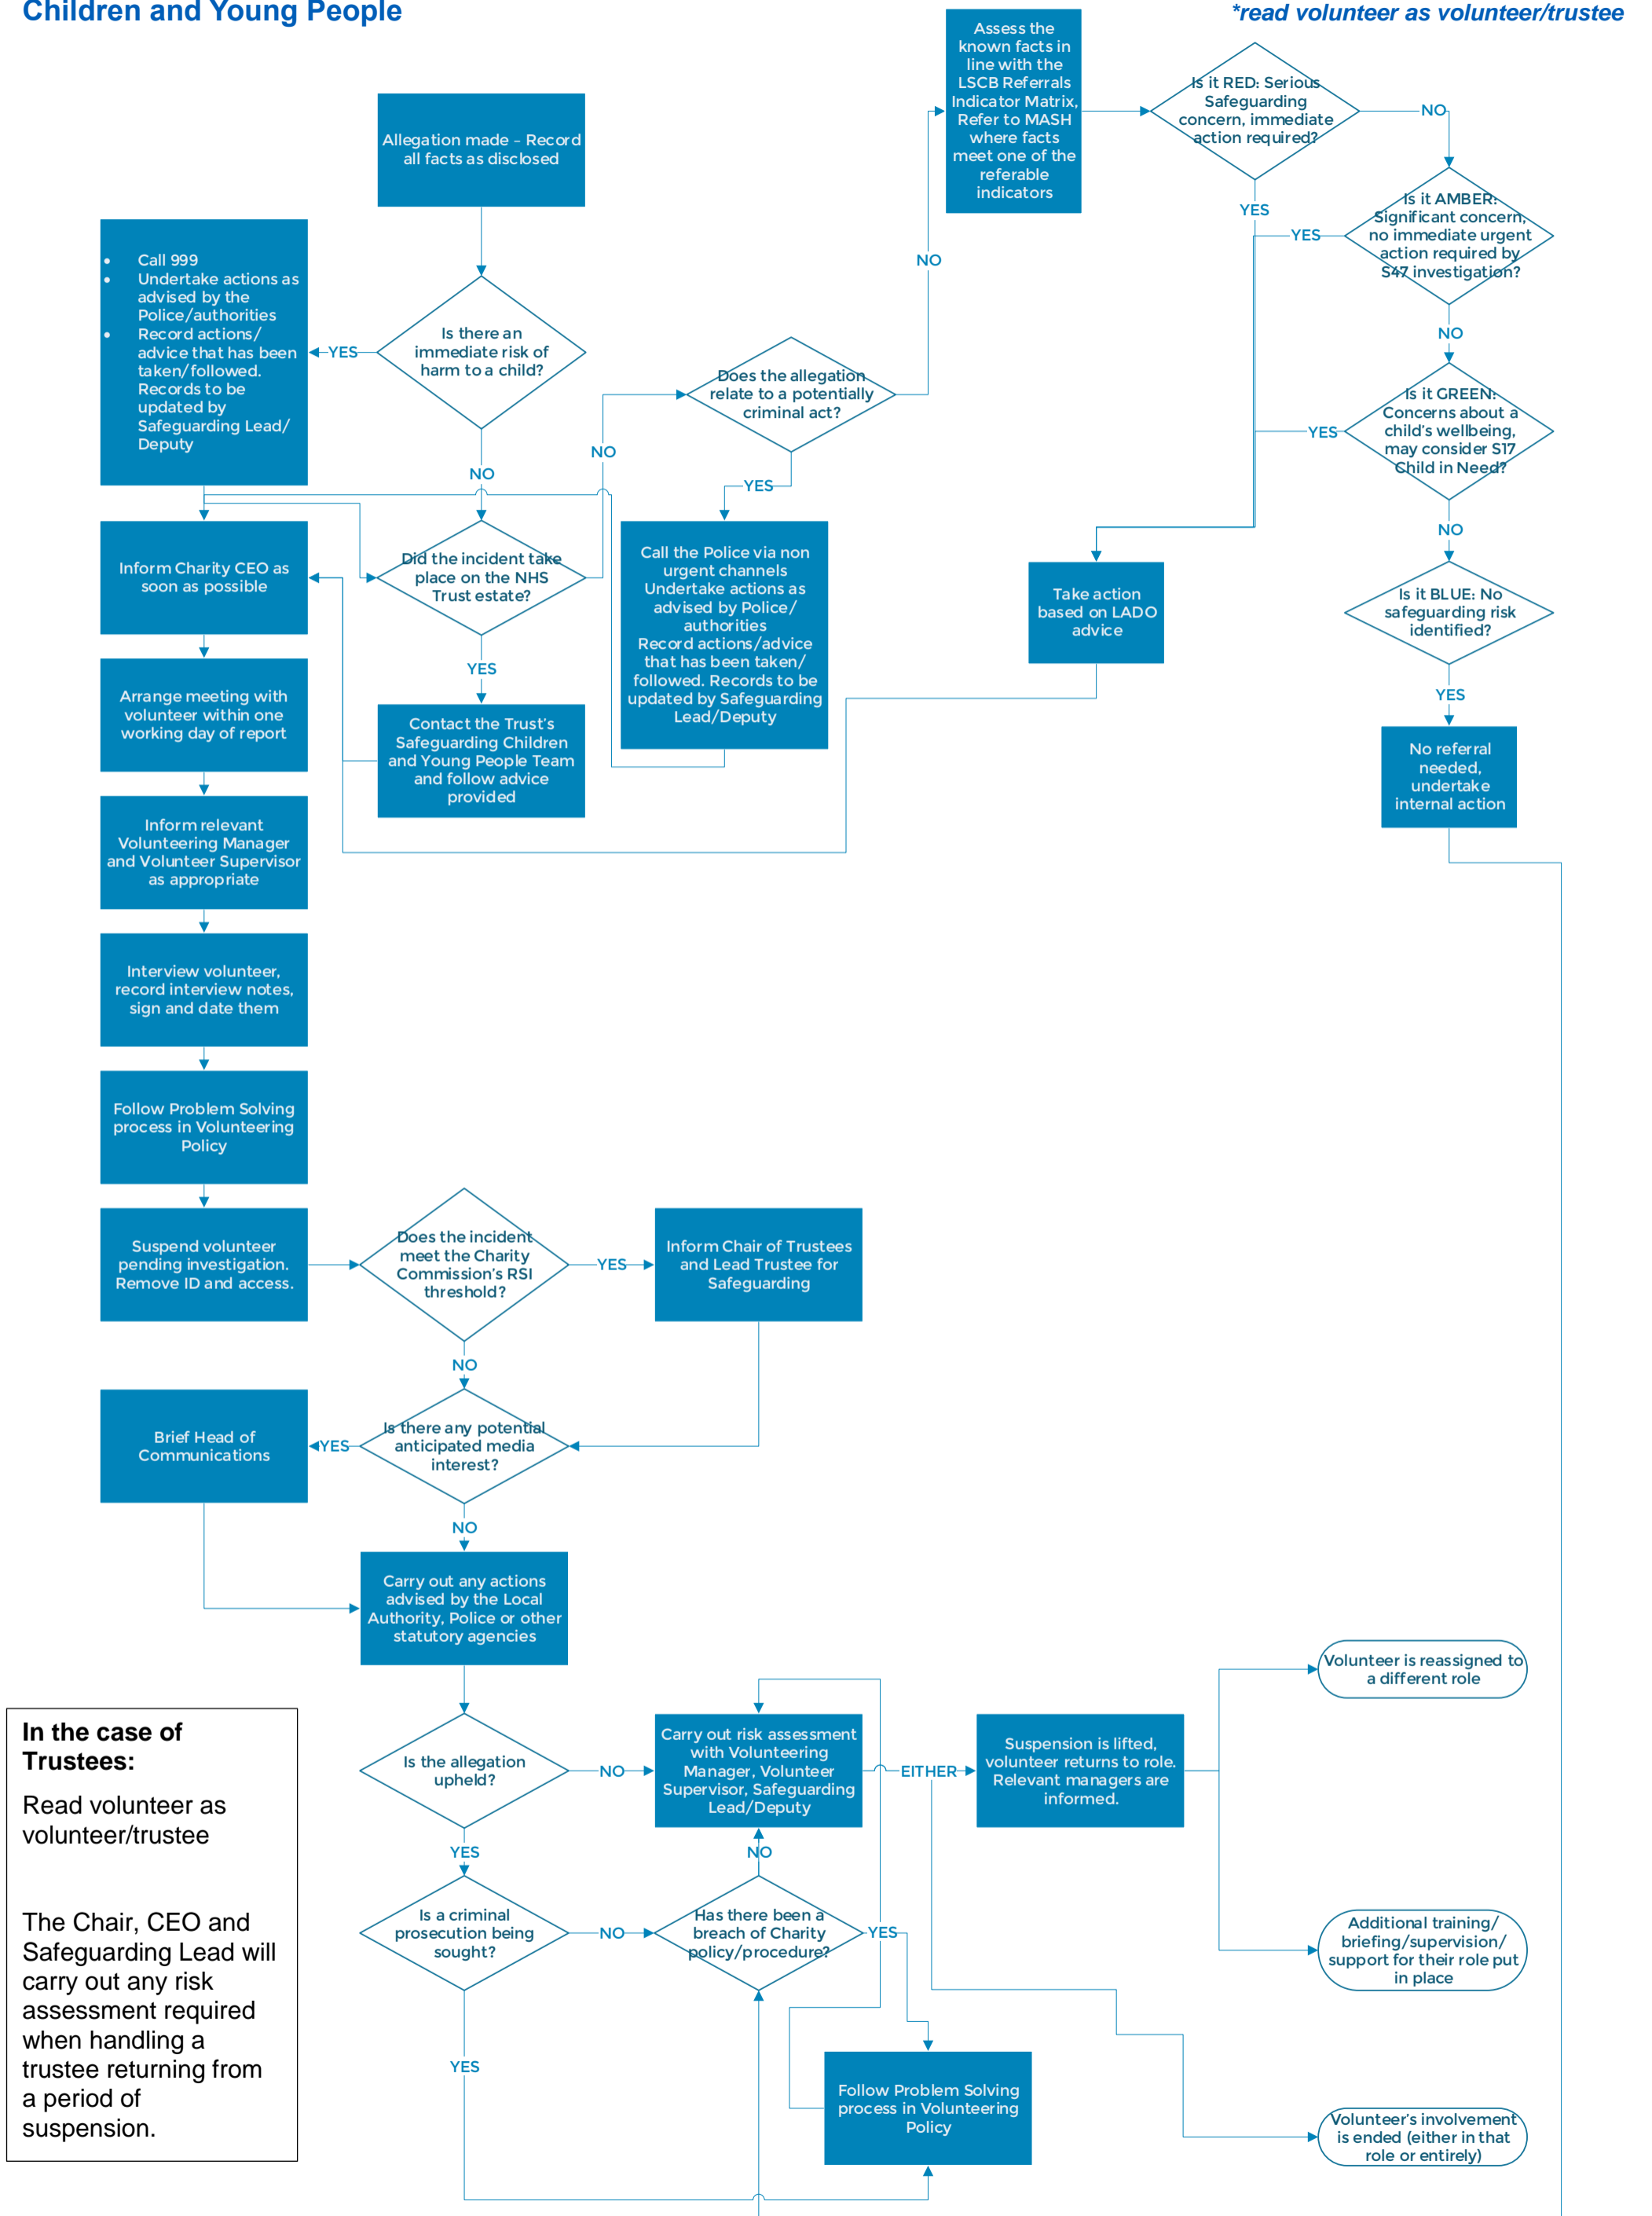 Children and Young People
*read volunteer as volunteer/trustee
Allegation made – Record
all facts as disclosed
Is there an
immediate risk of
harm to a child?
YES
• Call 999
• Undertake actions as
advised by the
Police/authorities
• Record actions/
advice that has been
taken/followed.
Records to be
updated by
Safeguarding Lead/
Deputy
NO
Did the incident take
place on the NHS
Trust estate?
YES
Contact the Trust's
Safeguarding Children
and Young People Team
and follow advice
provided
NO
Does the allegation
relate to a potentially
criminal act?
YES
Call the Police via non
urgent channels
Undertake actions as
advised by Police/
authorities
Record actions/advice
that has been taken/
followed. Records to be
updated by Safeguarding
Lead/Deputy
NO
Assess the
known facts in
line with the
LSCB Referrals
Indicator Matrix,
Refer to MASH
where facts
meet one of the
referable
indicators
Is it RED: Serious
Safeguarding
concern, immediate
action required?
YES
NO
Is it AMBER:
Significant concern,
no immediate urgent
action required by
S47 investigation?
YES
NO
Is it GREEN:
Concerns about a
child's wellbeing,
may consider S17
Child in Need?
YES
NO
Is it BLUE: No
safeguarding risk
identified?
YES
No referral
needed,
undertake
internal action
Take action
based on LADO
advice
Inform Charity CEO as
soon as possible
Arrange meeting with
volunteer within one
working day of report
Inform relevant
Volunteering Manager
and Volunteer Supervisor
as appropriate
Interview volunteer,
record interview notes,
sign and date them
Follow Problem Solving
process in Volunteering
Policy
Suspend volunteer
pending investigation.
Remove ID and access.
Does the incident
meet the Charity
Commission's RSI
threshold?
YES
Inform Chair of Trustees
and Lead Trustee for
Safeguarding
NO
Is there any potential
anticipated media
interest?
YES
Brief Head of
Communications
NO
Carry out any actions
advised by the Local
Authority, Police or other
statutory agencies
Is the allegation
upheld?
NO
Carry out risk assessment
with Volunteering
Manager, Volunteer
Supervisor, Safeguarding
Lead/Deputy
EITHER
Suspension is lifted,
volunteer returns to role.
Relevant managers are
informed.
Volunteer is reassigned to
a different role
Additional training/
briefing/supervision/
support for their role put
in place
Volunteer's involvement
is ended (either in that
role or entirely)
YES
Is a criminal
prosecution being
sought?
NO
Has there been a
breach of Charity
policy/procedure?
NO
YES
YES
Follow Problem Solving
process in Volunteering
Policy
In the case of
Trustees:
Read volunteer as
volunteer/trustee
The Chair, CEO and
Safeguarding Lead will
carry out any risk
assessment required
when handling a
trustee returning from
a period of
suspension.